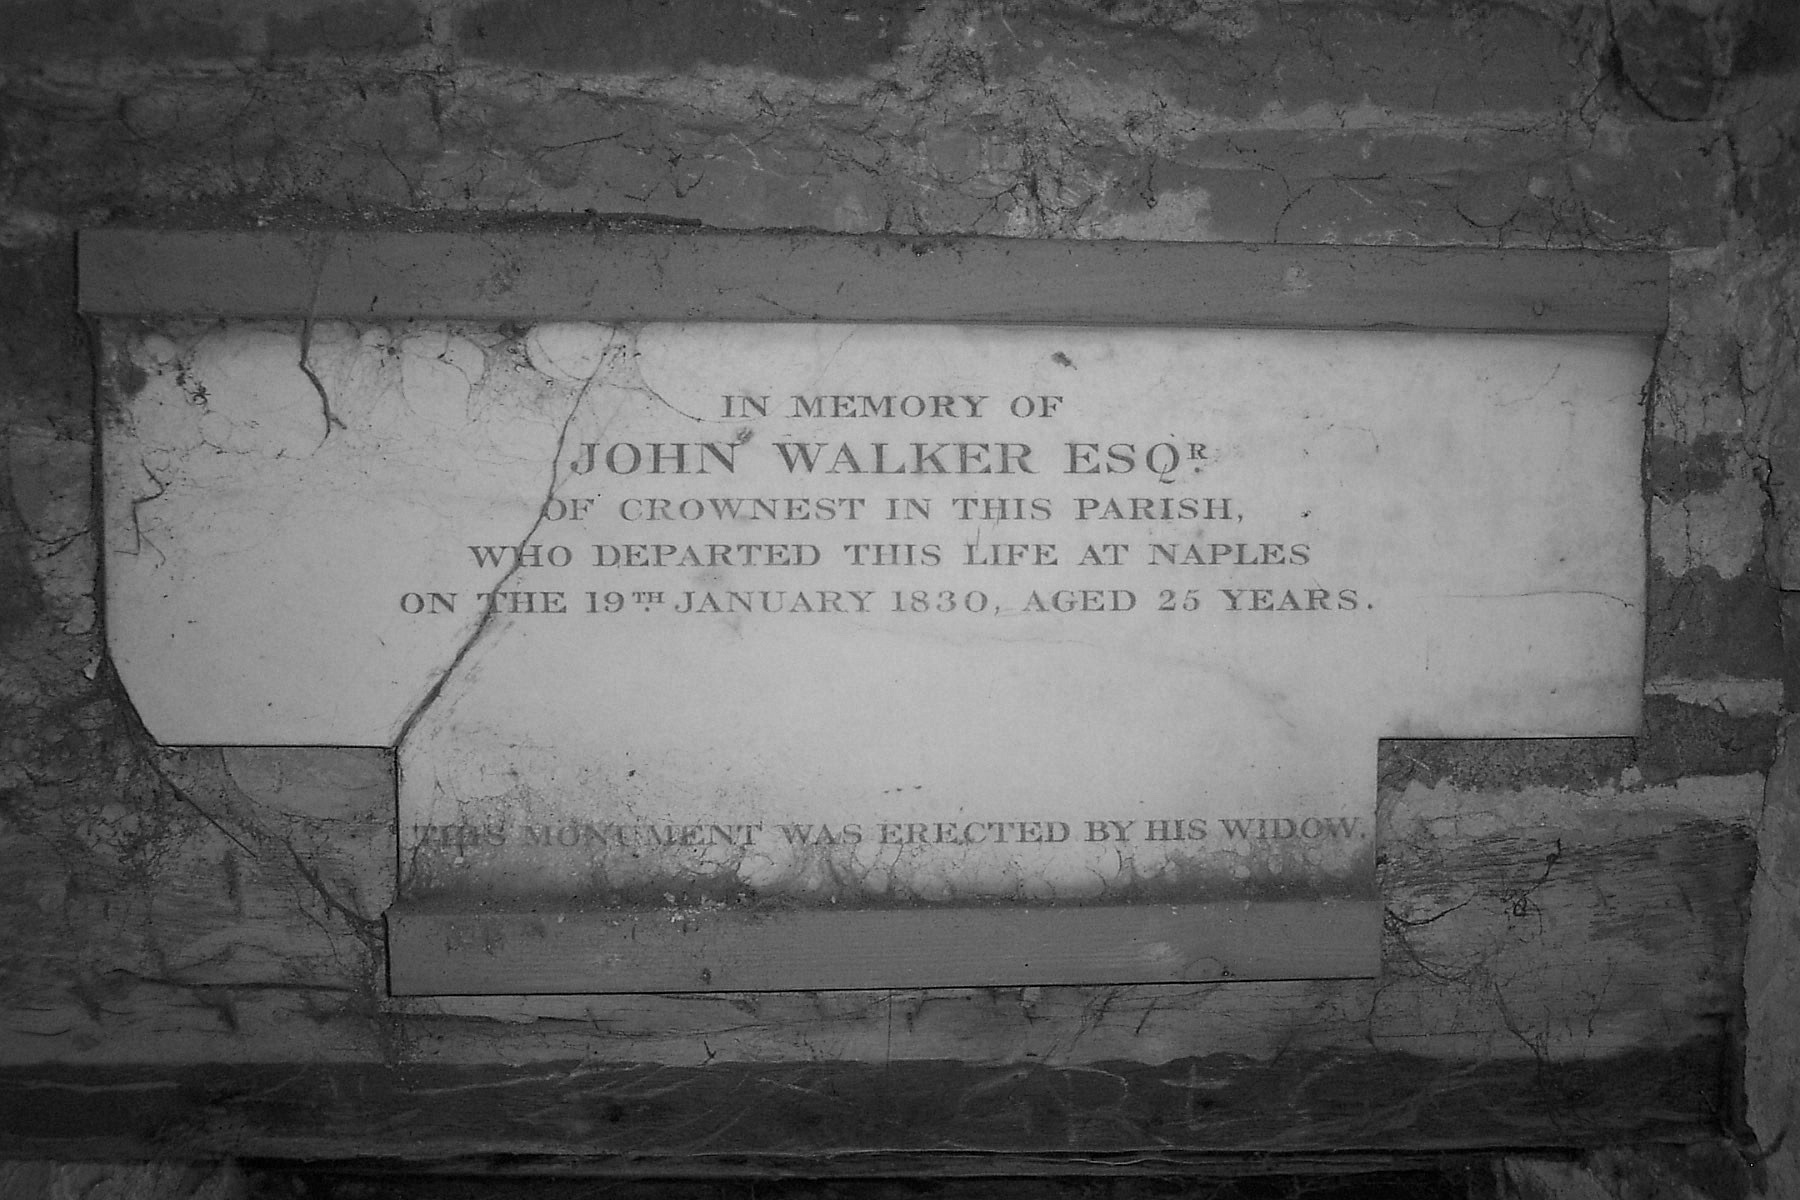 IN MEMORY OF
JOHN WALKER ESQR.
OF CROWNEST IN THIS PARISH,
WHO DEPARTED THIS LIFE AT NAPLES
ON THE 19TH. JANUARY 1830, AGED 25 YEARS.
THIS MONUMENT WAS ERECTED BY HIS WIDOW.